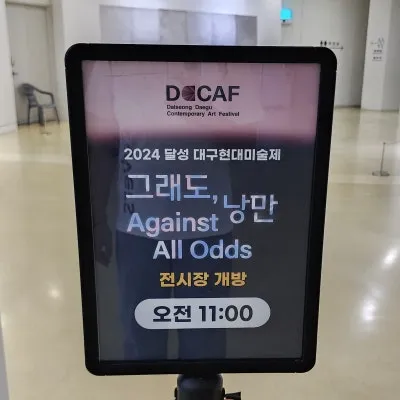 DCAF
Dalseong Daegu
Contemporary Art Festival
2024 달성 대구현대미술제
그래도, 낭만
Against
All Odds
전시장 개방
오전 11:00